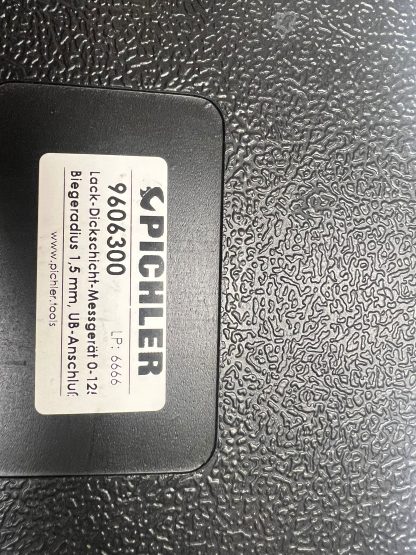 PICHLER
9606300 LP: 6666
Lack-Dickschicht-Messgerät 0-125
Biegeradius 1,5 mm, UB-Anschluß
www.pichler.tools